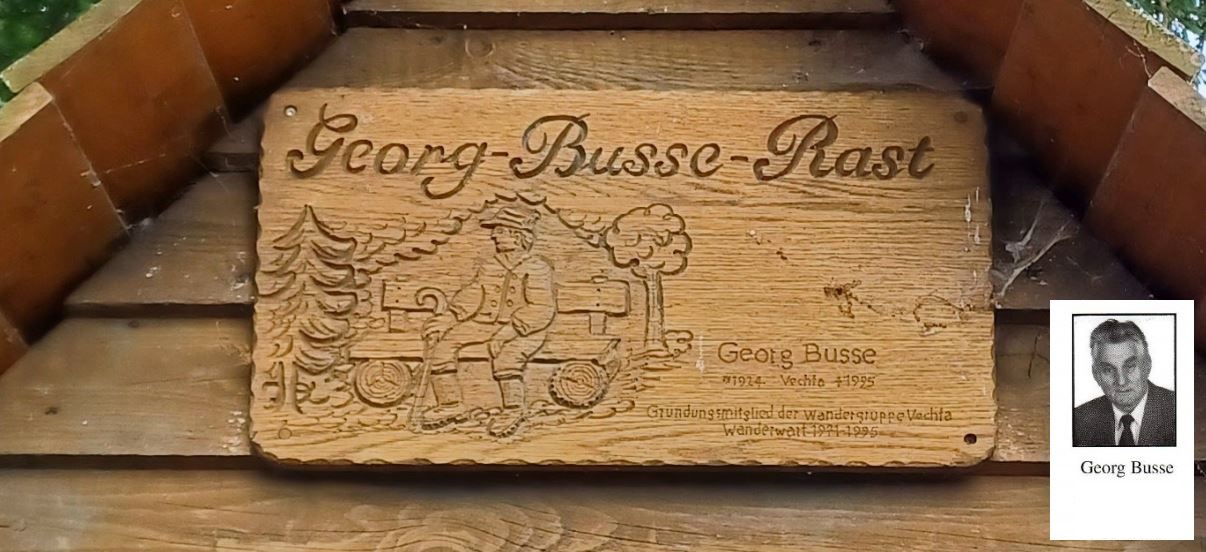 Georg-Busse-Rast
Georg Busse
*1924 Vechta +1995
Gründungsmitglied der Wandergruppe Vechta
Wanderwart 1971-1995
Georg Busse